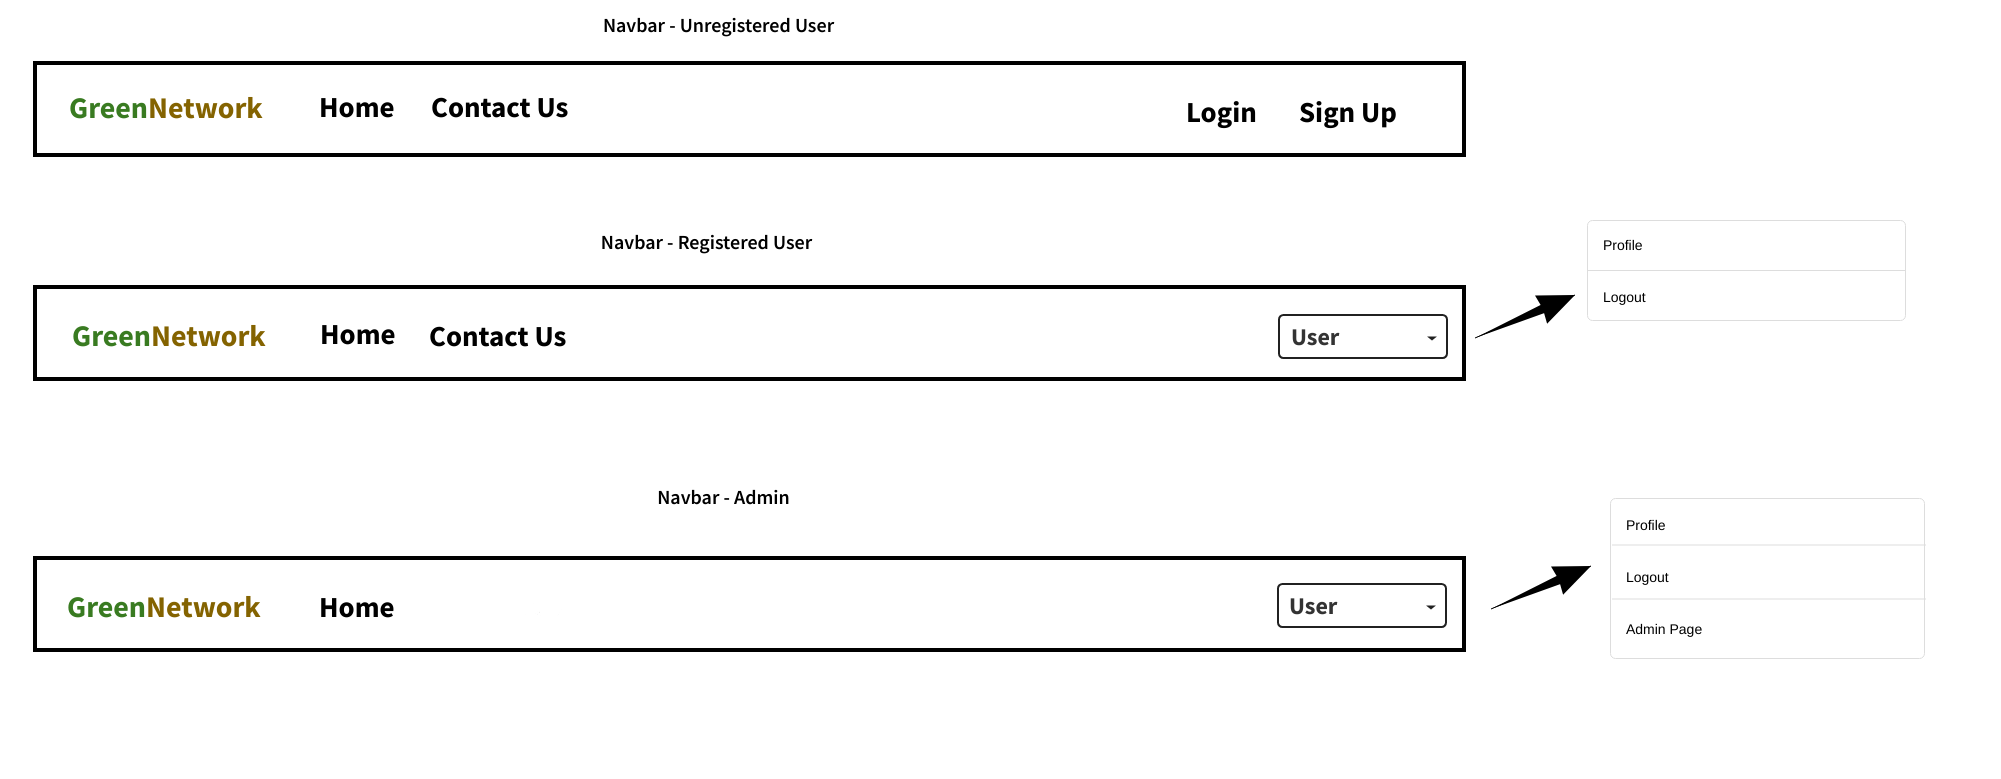 Navbar - Unregistered User
GreenNetwork Home Contact Us Login Sign Up
Navbar - Registered User
GreenNetwork Home Contact Us User
Profile
Logout
Navbar - Admin
GreenNetwork Home User
Profile
Logout
Admin Page